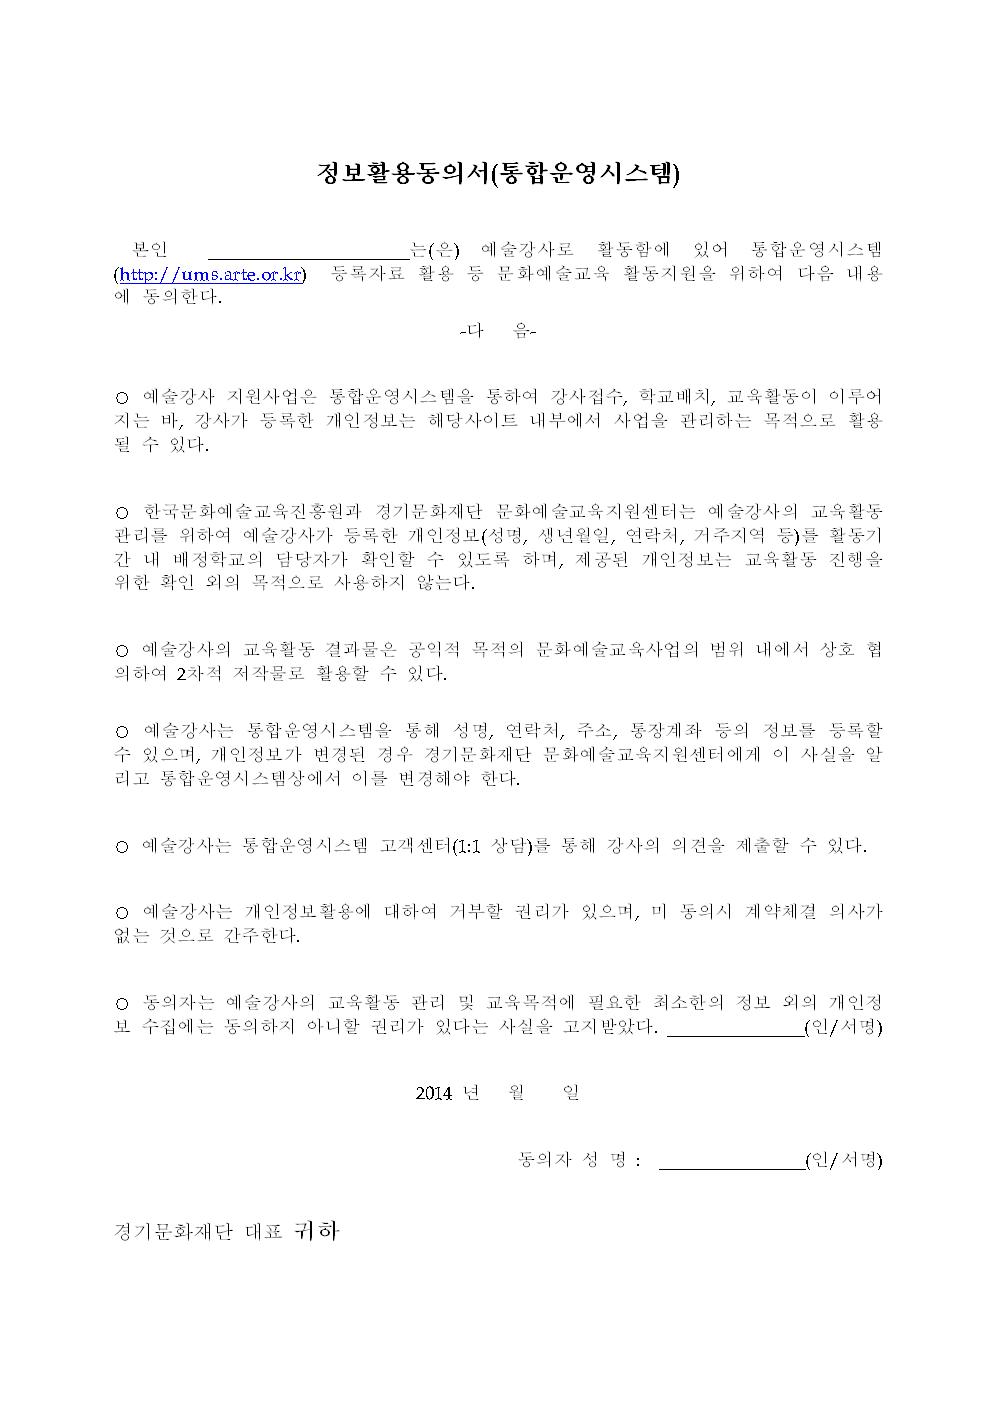 정보활용동의서(통합운영시스템)
본인 ____________________는(은) 예술강사로 활동함에 있어 통합운영시스템
(http://ums.arte.or.kr) 등록자료 활용 등 문화예술교육 활동지원을 위하여 다음 내용
에 동의한다.
-다 음-
○ 예술강사 지원사업은 통합운영시스템을 통하여 강사접수, 학교배치, 교육활동이 이루어
지는 바, 강사가 등록한 개인정보는 해당사이트 내부에서 사업을 관리하는 목적으로 활용
될 수 있다.
○ 한국문화예술교육진흥원과 경기문화재단 문화예술교육지원센터는 예술강사의 교육활동
관리를 위하여 예술강사가 등록한 개인정보(성명, 생년월일, 연락처, 거주지역 등)를 활동기
간 내 배정학교의 담당자가 확인할 수 있도록 하며, 제공된 개인정보는 교육활동 진행을
위한 확인 외의 목적으로 사용하지 않는다.
○ 예술강사의 교육활동 결과물은 공익적 목적의 문화예술교육사업의 범위 내에서 상호 협
의하여 2차적 저작물로 활용할 수 있다.
○ 예술강사는 통합운영시스템을 통해 성명, 연락처, 주소, 통장계좌 등의 정보를 등록할
수 있으며, 개인정보가 변경된 경우 경기문화재단 문화예술교육지원센터에게 이 사실을 알
리고 통합운영시스템상에서 이를 변경해야 한다.
○ 예술강사는 통합운영시스템 고객센터(1:1 상담)를 통해 강사의 의견을 제출할 수 있다.
○ 예술강사는 개인정보활용에 대하여 거부할 권리가 있으며, 미 동의시 계약체결 의사가
없는 것으로 간주한다.
○ 동의자는 예술강사의 교육활동 관리 및 교육목적에 필요한 최소한의 정보 외의 개인정
보 수집에는 동의하지 아니할 권리가 있다는 사실을 고지받았다. ______________(인/서명)
2014 년 월 일
동의자 성 명 : ______________(인/서명)
경기문화재단 대표 귀하